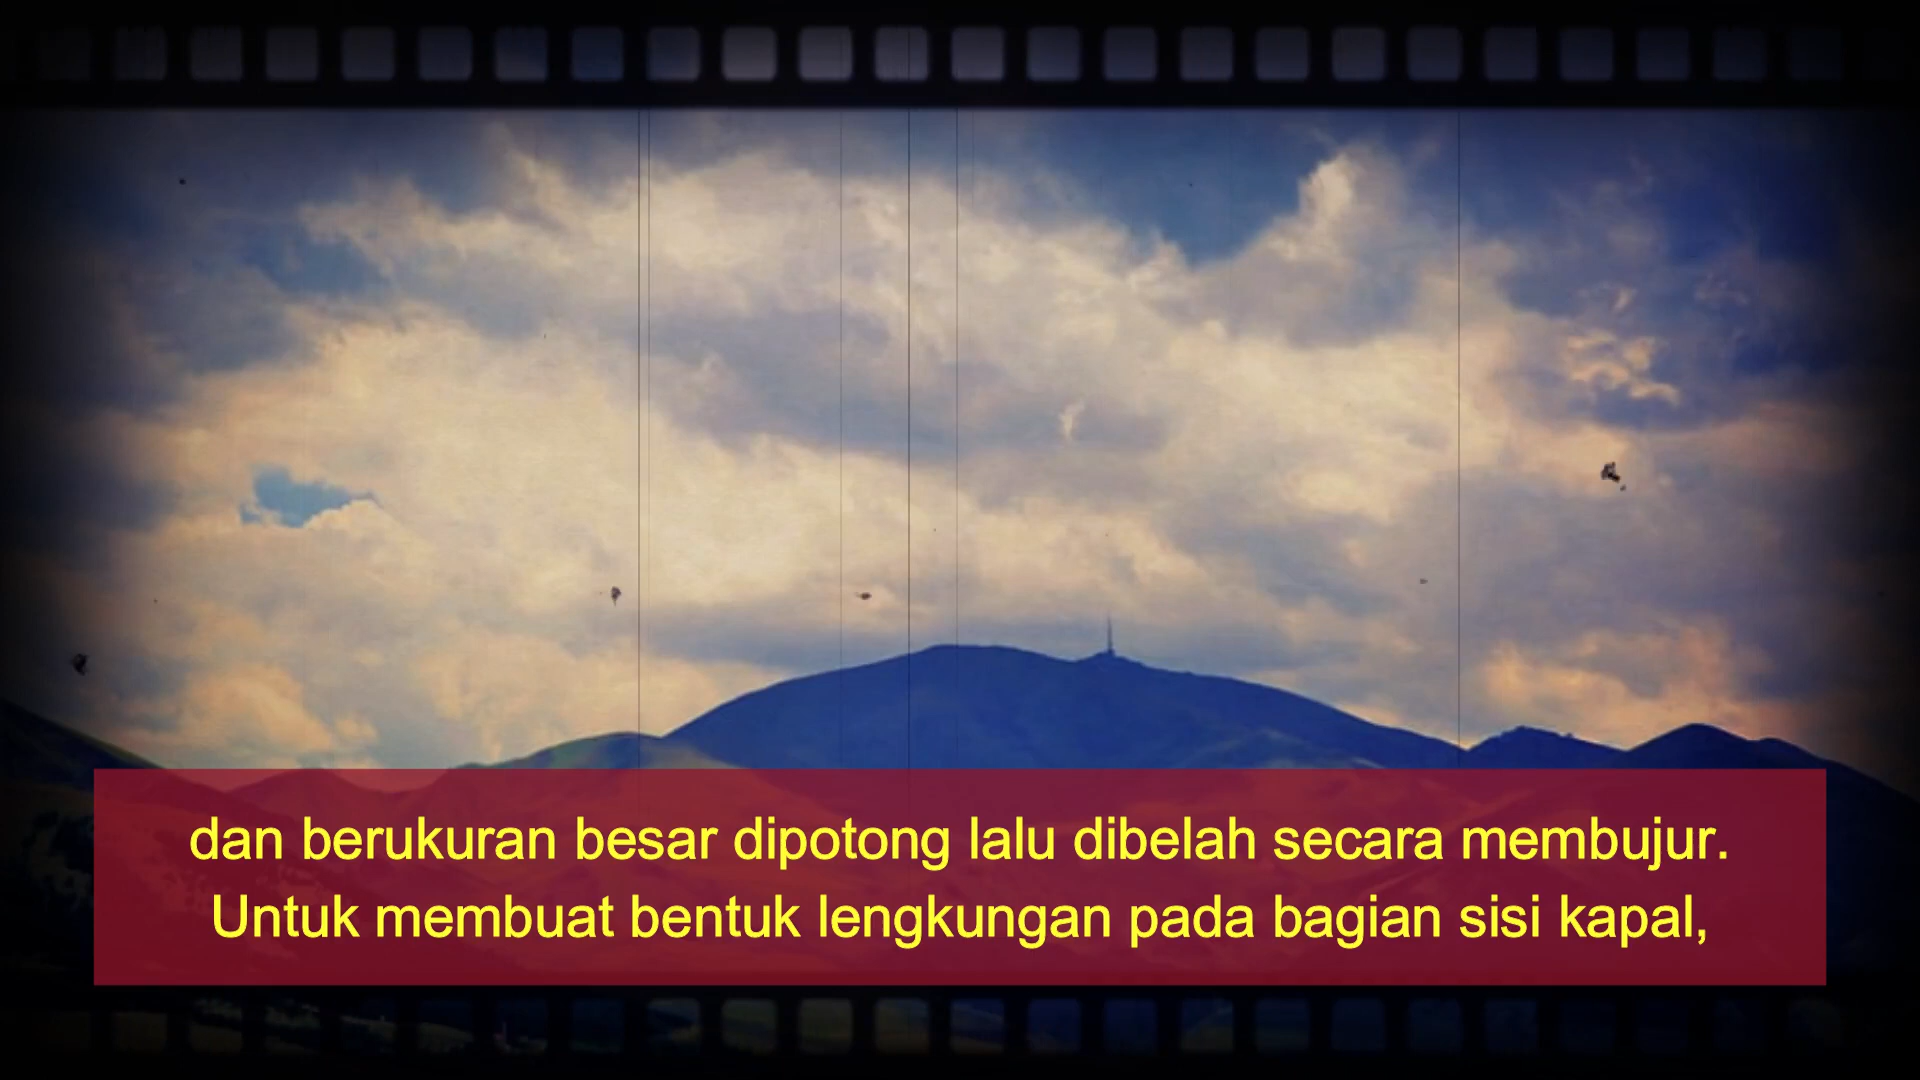 dan berukuran besar dipotong lalu dibelah secara membujur.
Untuk membuat bentuk lengkungan pada bagian sisi kapal,